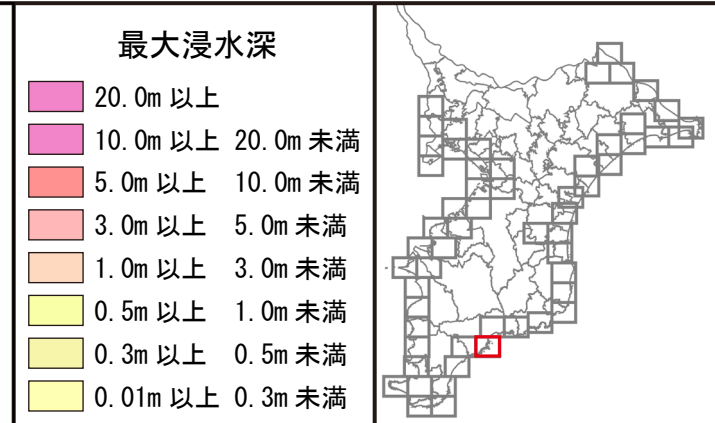 最大浸水深
20.0m 以上
10.0m 以上 20.0m 未満
5.0m 以上 10.0m 未満
3.0m 以上 5.0m 未満
1.0m 以上 3.0m 未満
0.5m 以上 1.0m 未満
0.3m 以上 0.5m 未満
0.01m 以上 0.3m 未満